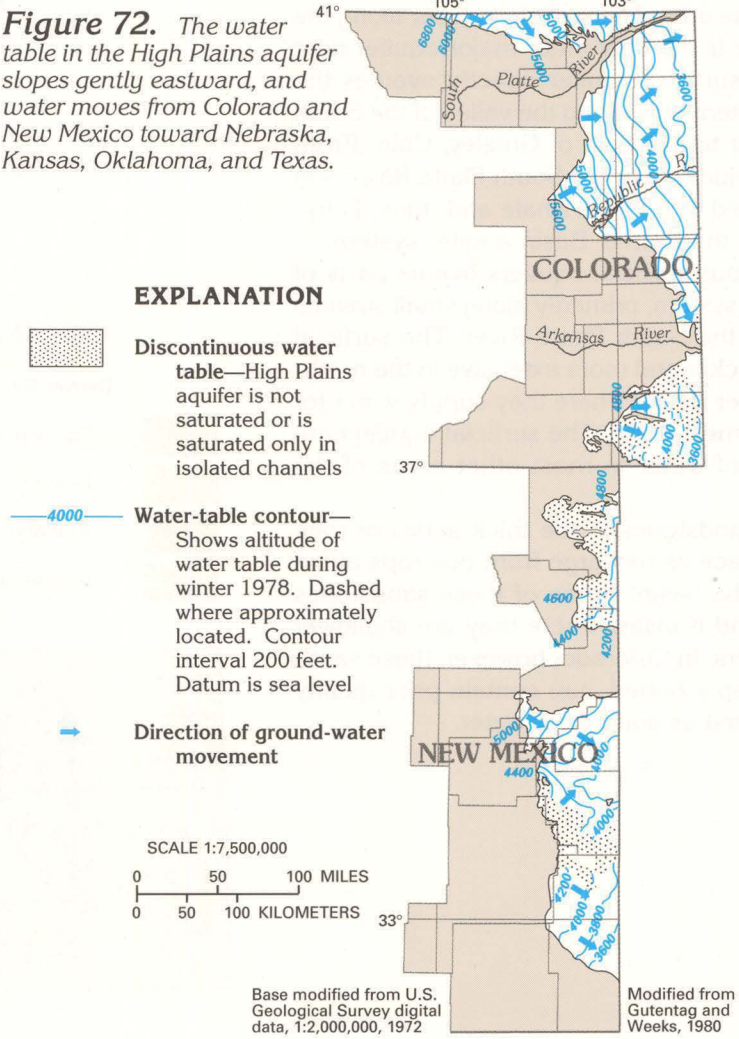 Figure 72. The water
table in the High Plains aquifer
slopes gently eastward, and
water moves from Colorado and
New Mexico toward Nebraska,
Kansas, Oklahoma, and Texas.
EXPLANATION
Discontinuous water
table—High Plains
aquifer is not
saturated or is
saturated only in
isolated channels
4000
Water-table contour—
Shows altitude of
water table during
winter 1978. Dashed
where approximately
located. Contour
interval 200 feet.
Datum is sea level
Direction of ground-water
movement
SCALE 1:7,500,000
0 50 100 MILES
0 50 100 KILOMETERS
Base modified from U.S.
Geological Survey digital
data, 1:2,000,000, 1972
Modified from
Gutentag and
Weeks, 1980
41°
105°
103°
6800
6000
5000
5000
South Platte River
3600
4000
5000
5600
Republic R
COLORADO
Arkansas River
4800
4000
3600
37°
4800
4600
4400
4200
5000
NEW MEXICO
4000
4400
4000
4200
4000
3800
3600
33°